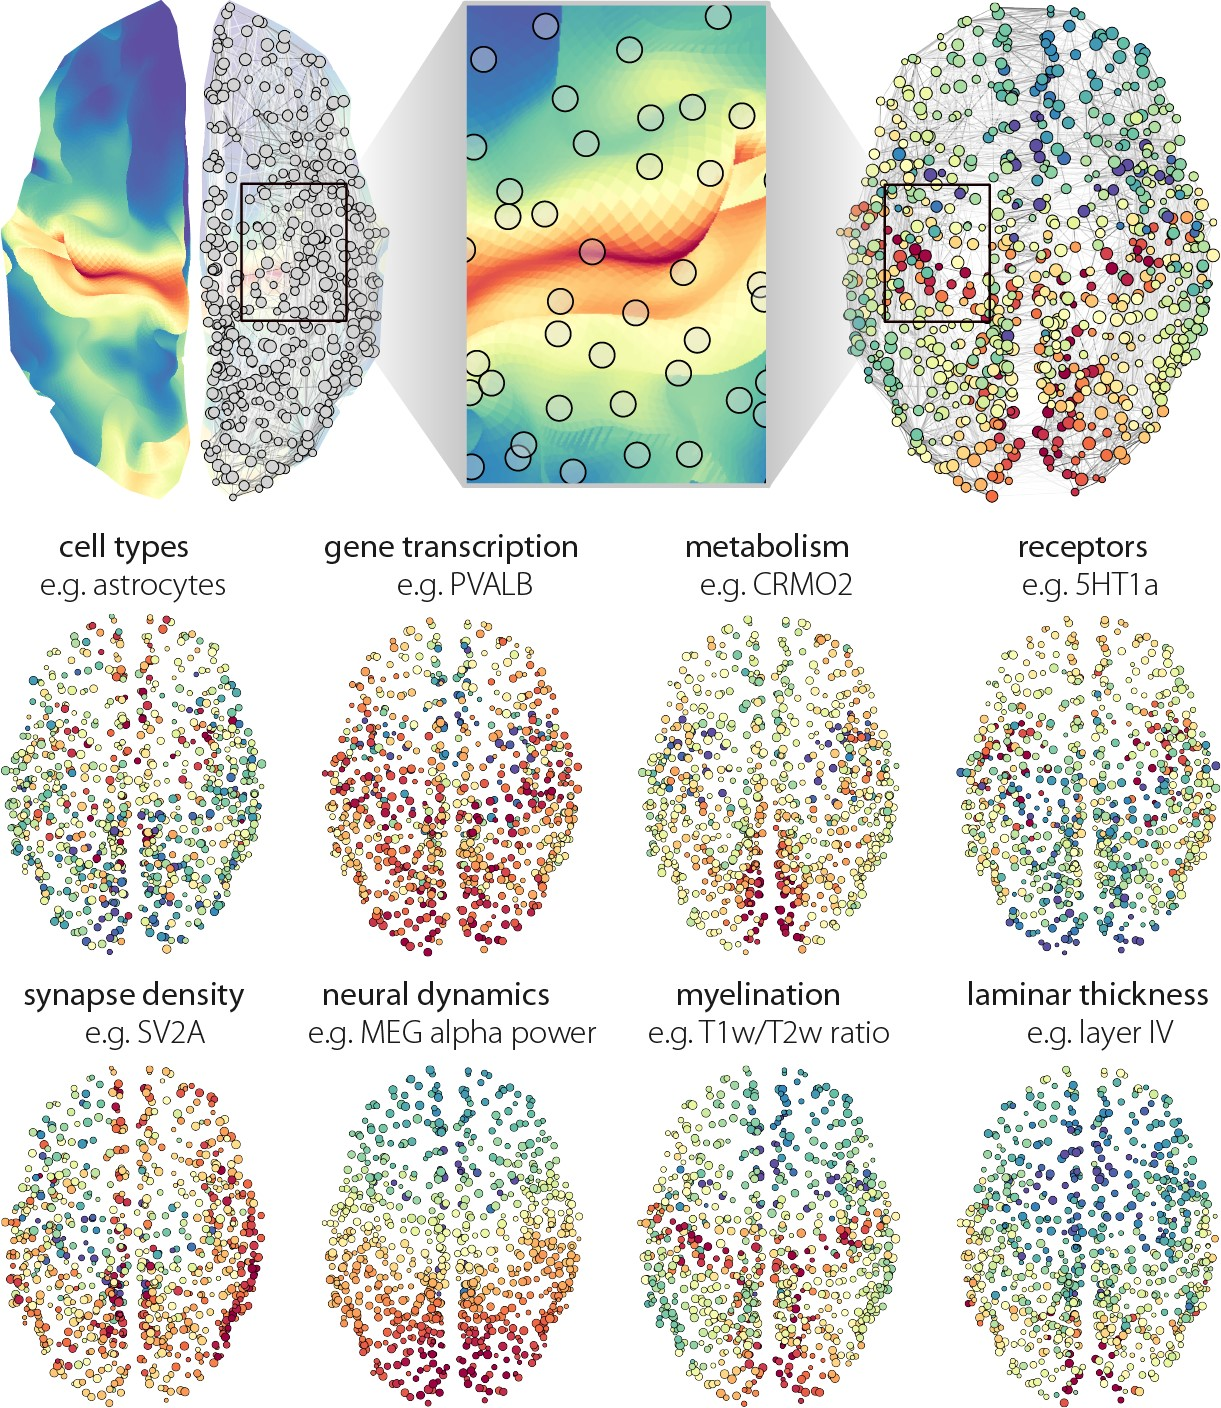 cell types
e.g. astrocytes
gene transcription
e.g. PVALB
metabolism
e.g. CRMO2
receptors
e.g. 5HT1a
synapse density
e.g. SV2A
neural dynamics
e.g. MEG alpha power
myelination
e.g. T1w/T2w ratio
laminar thickness
e.g. layer IV